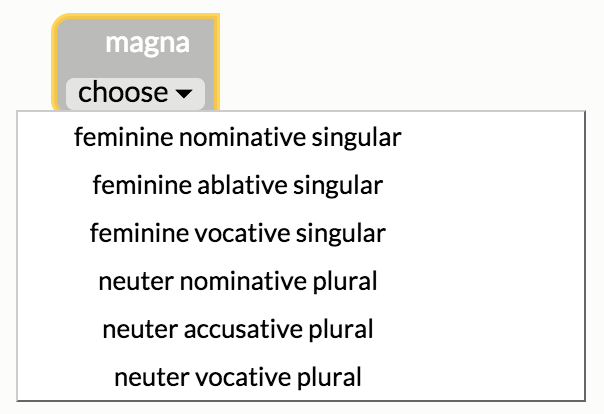 magna
choose
feminine nominative singular
feminine ablative singular
feminine vocative singular
neuter nominative plural
neuter accusative plural
neuter vocative plural